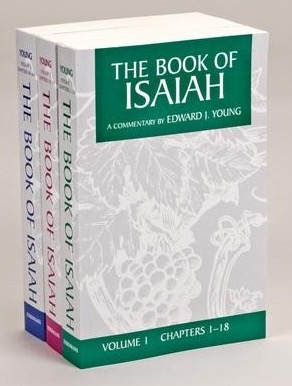 THE BOOK OF
ISAIAH
A COMMENTARY BY EDWARD J. YOUNG
VOLUME 1 CHAPTERS 1–18
YOUNG
THE BOOK OF ISAIAH
YOUNG
THE BOOK OF ISAIAH
YOUNG
THE BOOK OF ISAIAH
EERDMANS